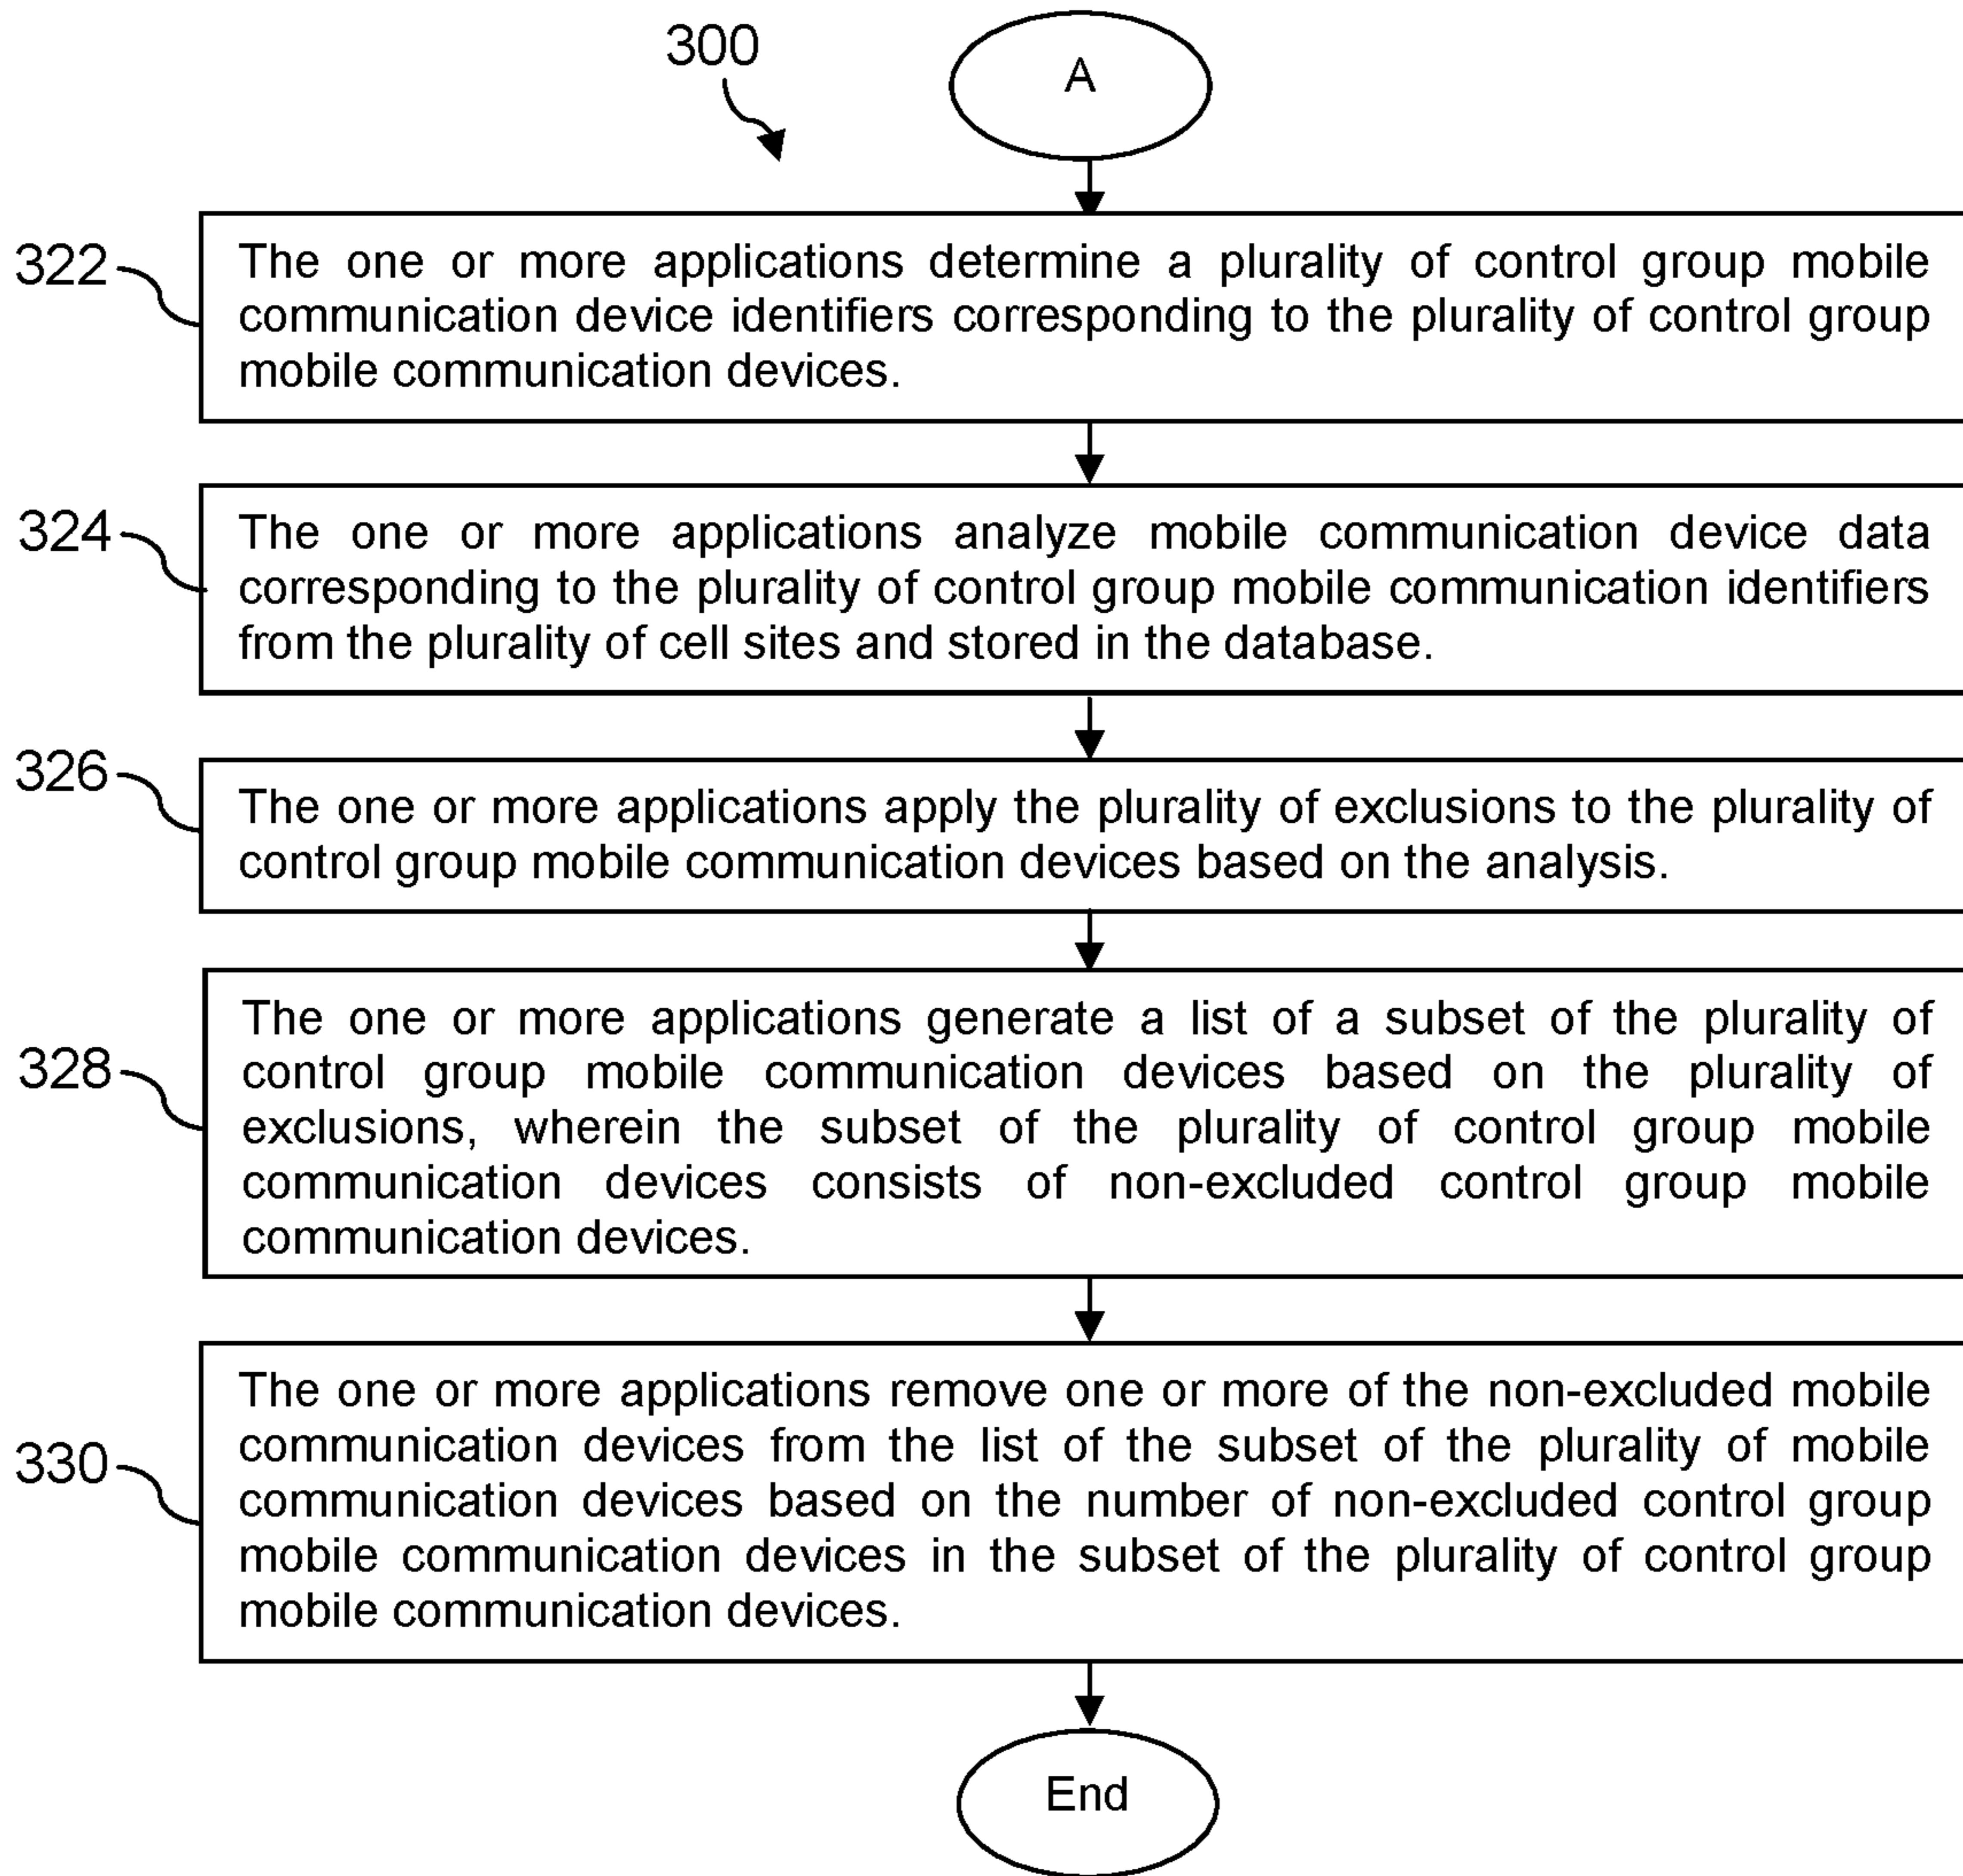 300
A
322
The one or more applications determine a plurality of control group mobile
communication device identifiers corresponding to the plurality of control group
mobile communication devices.
324
The one or more applications analyze mobile communication device data
corresponding to the plurality of control group mobile communication identifiers
from the plurality of cell sites and stored in the database.
326
The one or more applications apply the plurality of exclusions to the plurality of
control group mobile communication devices based on the analysis.
328
The one or more applications generate a list of a subset of the plurality of
control group mobile communication devices based on the plurality of
exclusions, wherein the subset of the plurality of control group mobile
communication devices consists of non-excluded control group mobile
communication devices.
330
The one or more applications remove one or more of the non-excluded mobile
communication devices from the list of the subset of the plurality of mobile
communication devices based on the number of non-excluded control group
mobile communication devices in the subset of the plurality of control group
mobile communication devices.
End